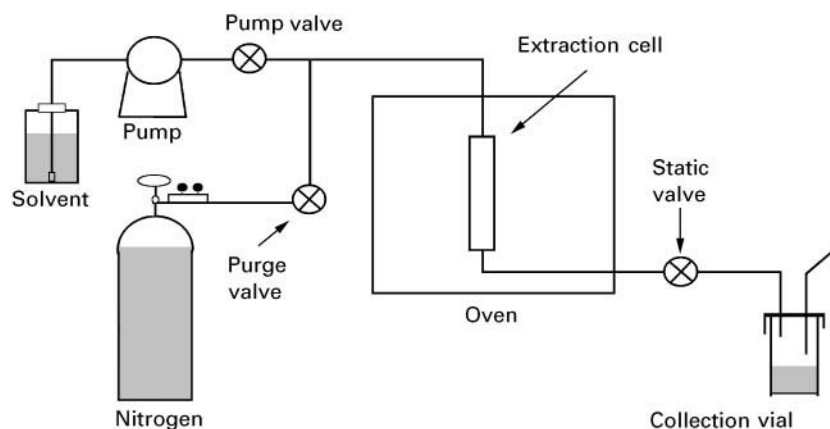 Pump valve
Extraction cell
Pump
Solvent
Static
valve
Purge
valve
Oven
Nitrogen
Collection vial